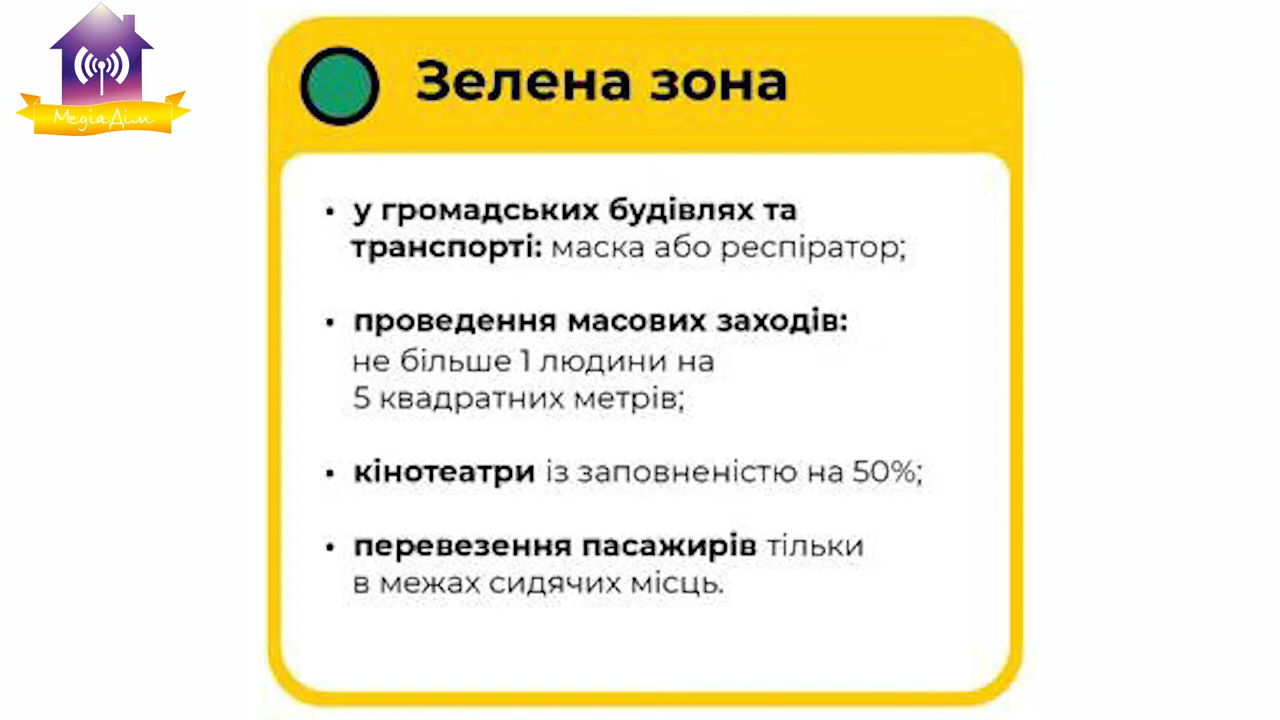 МедіаДім
Зелена зона
• у громадських будівлях та
транспорті: маска або респіратор;
• проведення масових заходів:
не більше 1 людини на
5 квадратних метрів;
• кінотеатри із заповненістю на 50%;
• перевезення пасажирів тільки
в межах сидячих місць.